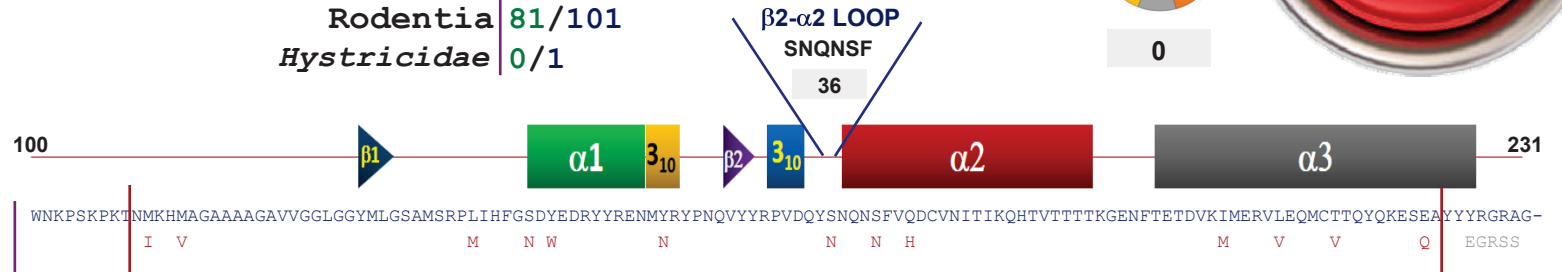 Rodentia 81/101
Hystricidae 0/1
β2-α2 LOOP
SNQNSF
36
0
100
β1
α1
3₁₀
β2
3₁₀
α2
α3
231
WNKPSKPKTNMKHMAGAAAAGAVVGGLGGYMLGSAMSRPLIHFGSDYEDRYYRENMYRYPNQVYYRPVDQYSNQNSFVQDCVNITIKQHTVTTTTKGENFTETDVKIMERVLEQMCTTQYQKESEAYYYRGRAG-
I V M N W N N N H M V V Q EGRSS